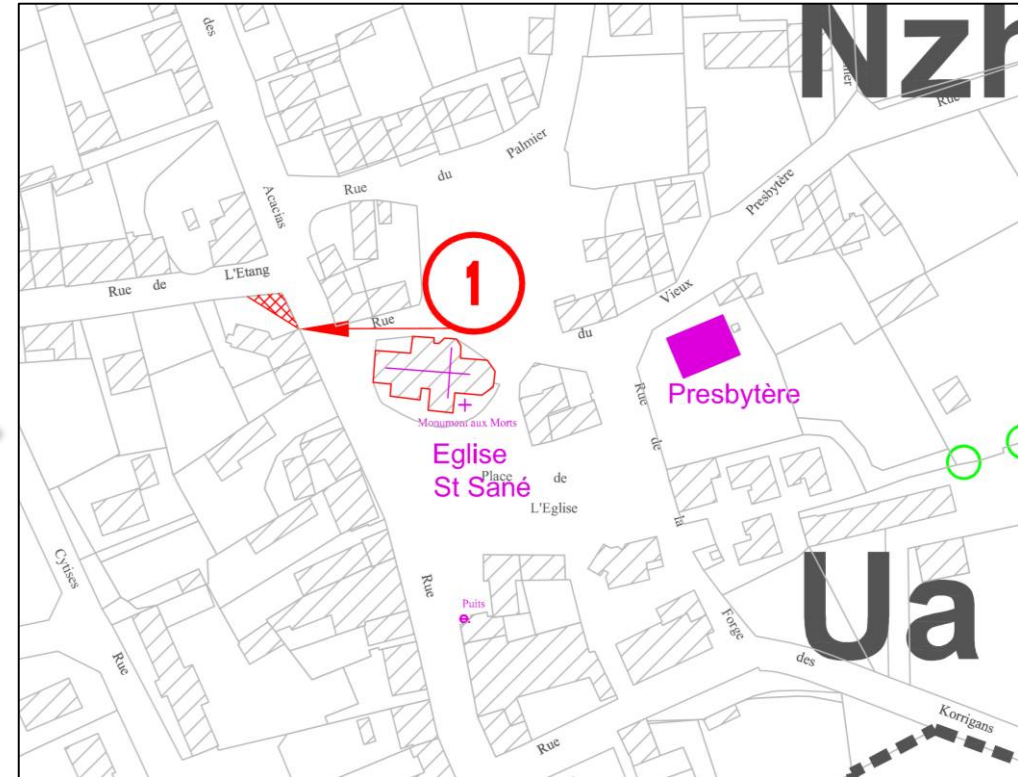 des
Nzh
Rue
Palmier
du
Rue
Acacias
Presbytère
L'Etang
Rue de
1
Vieux
Rue
du
Presbytère
Rue
de
la
Monument aux Morts
Eglise
St Sané
Place de
L'Eglise
Cytises
Rue
Rue
Puits
Ua
Forge
des
Korrigans
Rue